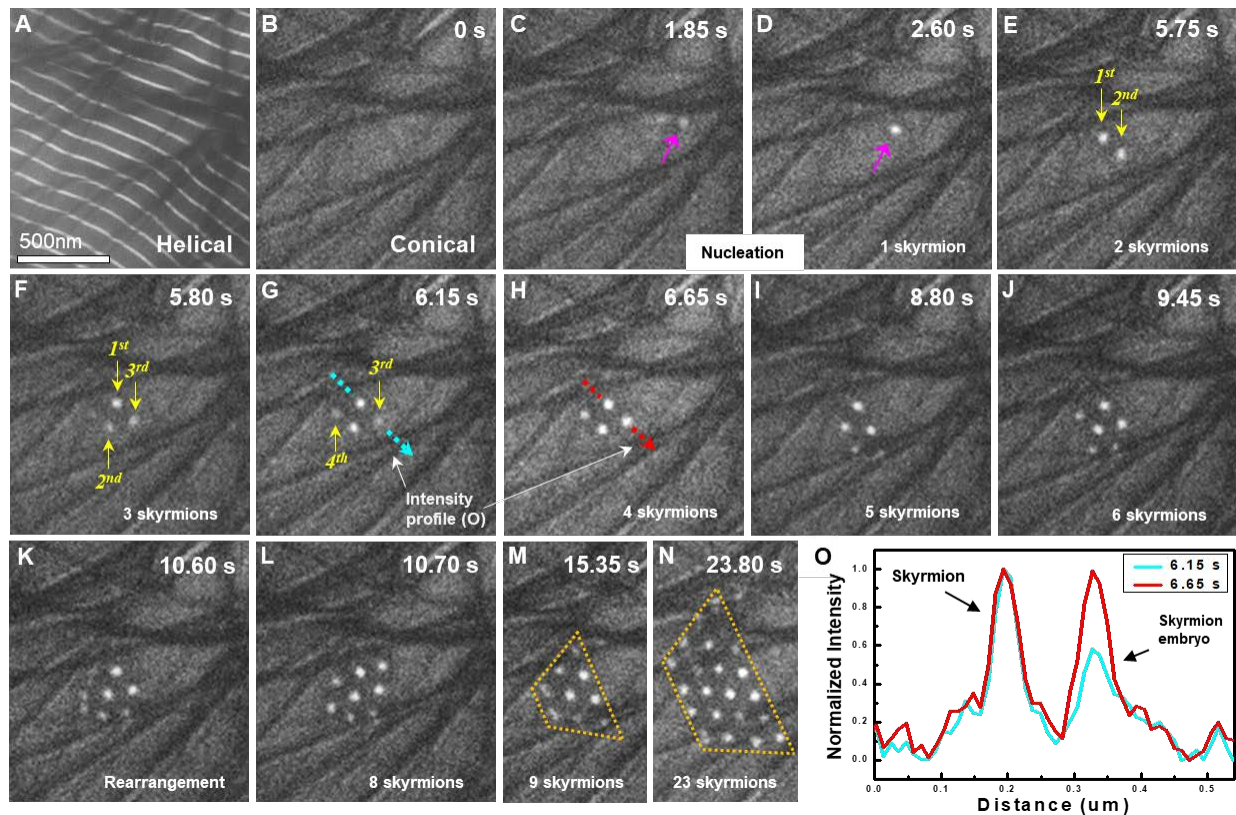 A
500nm
Helical
B
0 s
Conical
C
1.85 s
D
2.60 s
Nucleation
1 skyrmion
E
5.75 s
1st
2nd
2 skyrmions
F
5.80 s
1st
3rd
2nd
3 skyrmions
G
6.15 s
3rd
4th
Intensity
profile (O)
H
6.65 s
4 skyrmions
I
8.80 s
5 skyrmions
J
9.45 s
6 skyrmions
K
10.60 s
Rearrangement
L
10.70 s
8 skyrmions
M
15.35 s
9 skyrmions
N
23.80 s
23 skyrmions
O
Normalized Intensity
1.0
0.8
0.6
0.4
0.2
0.0
6.15 s
6.65 s
Skyrmion
Skyrmion
embryo
0.0 0.1 0.2 0.3 0.4 0.5
Distance (um)